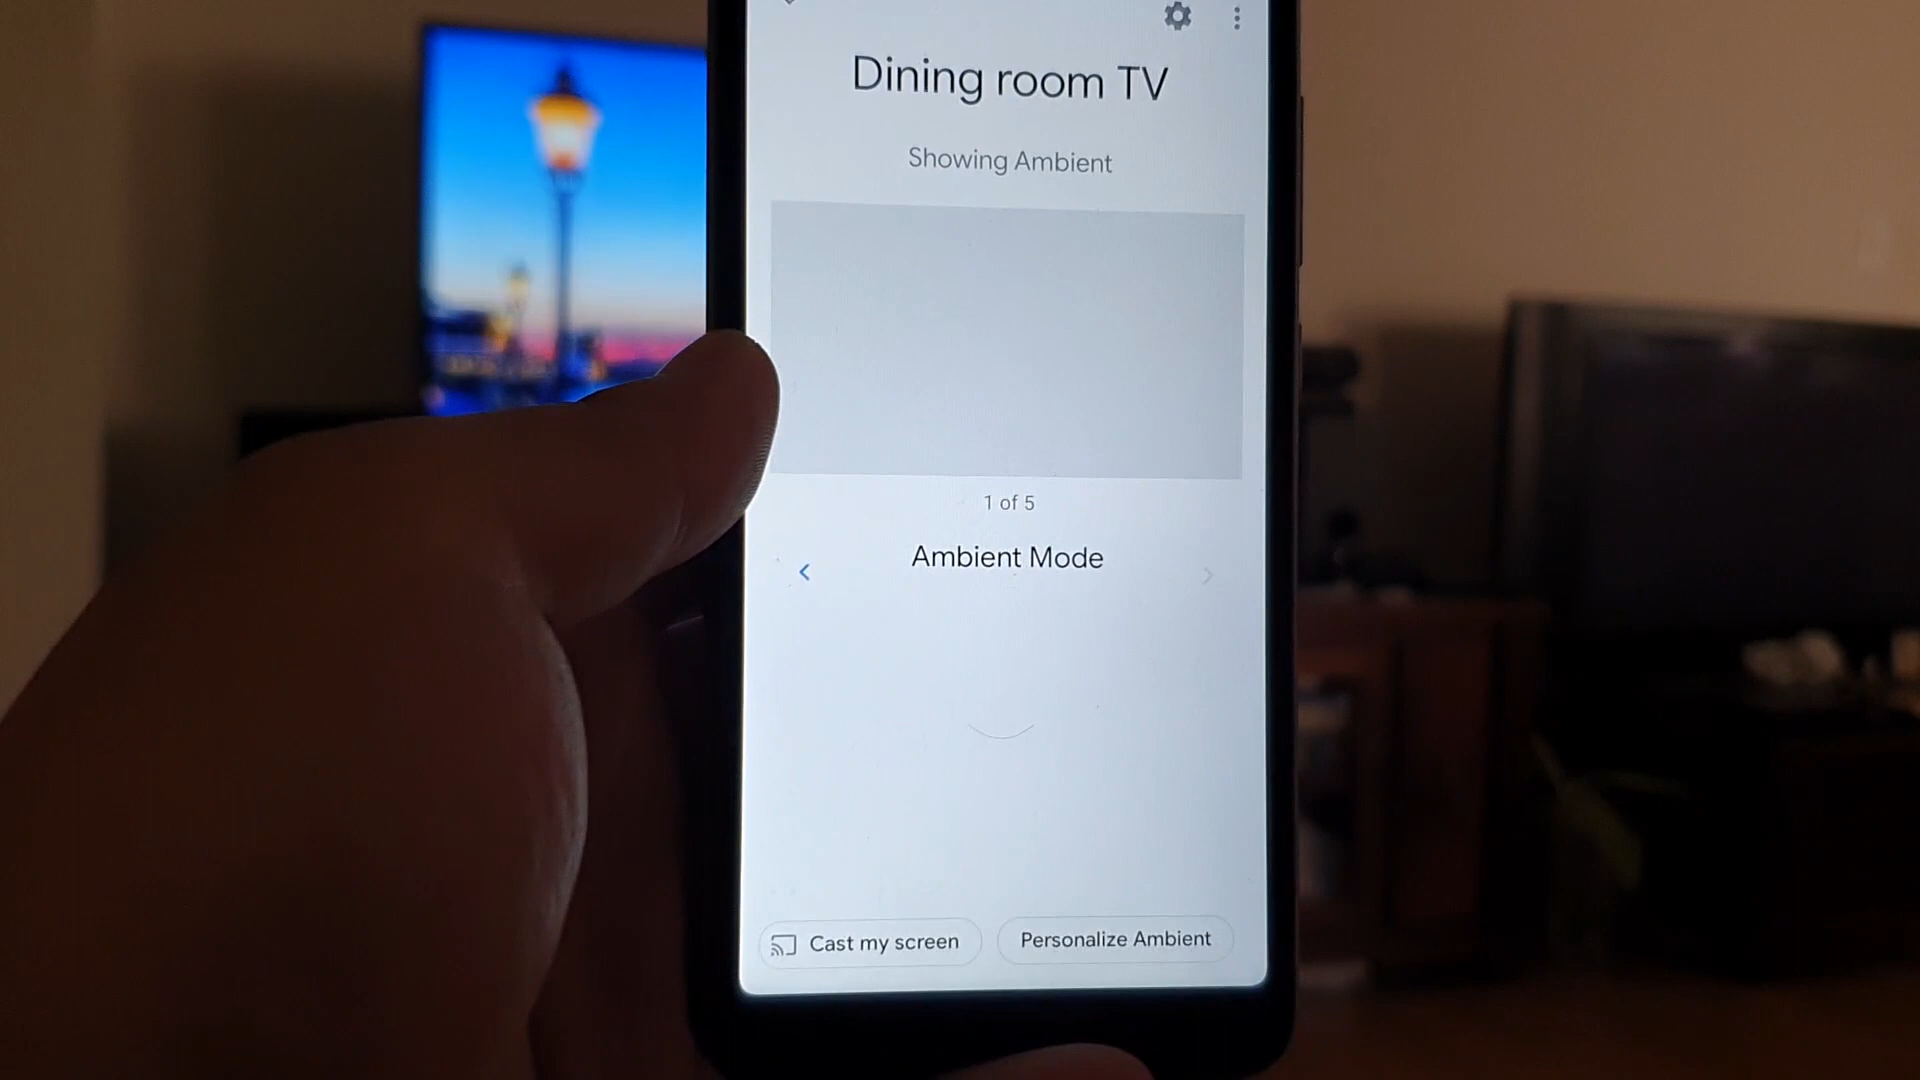 Dining room TV
Showing Ambient
1 of 5
Ambient Mode
Cast my screen
Personalize Ambient